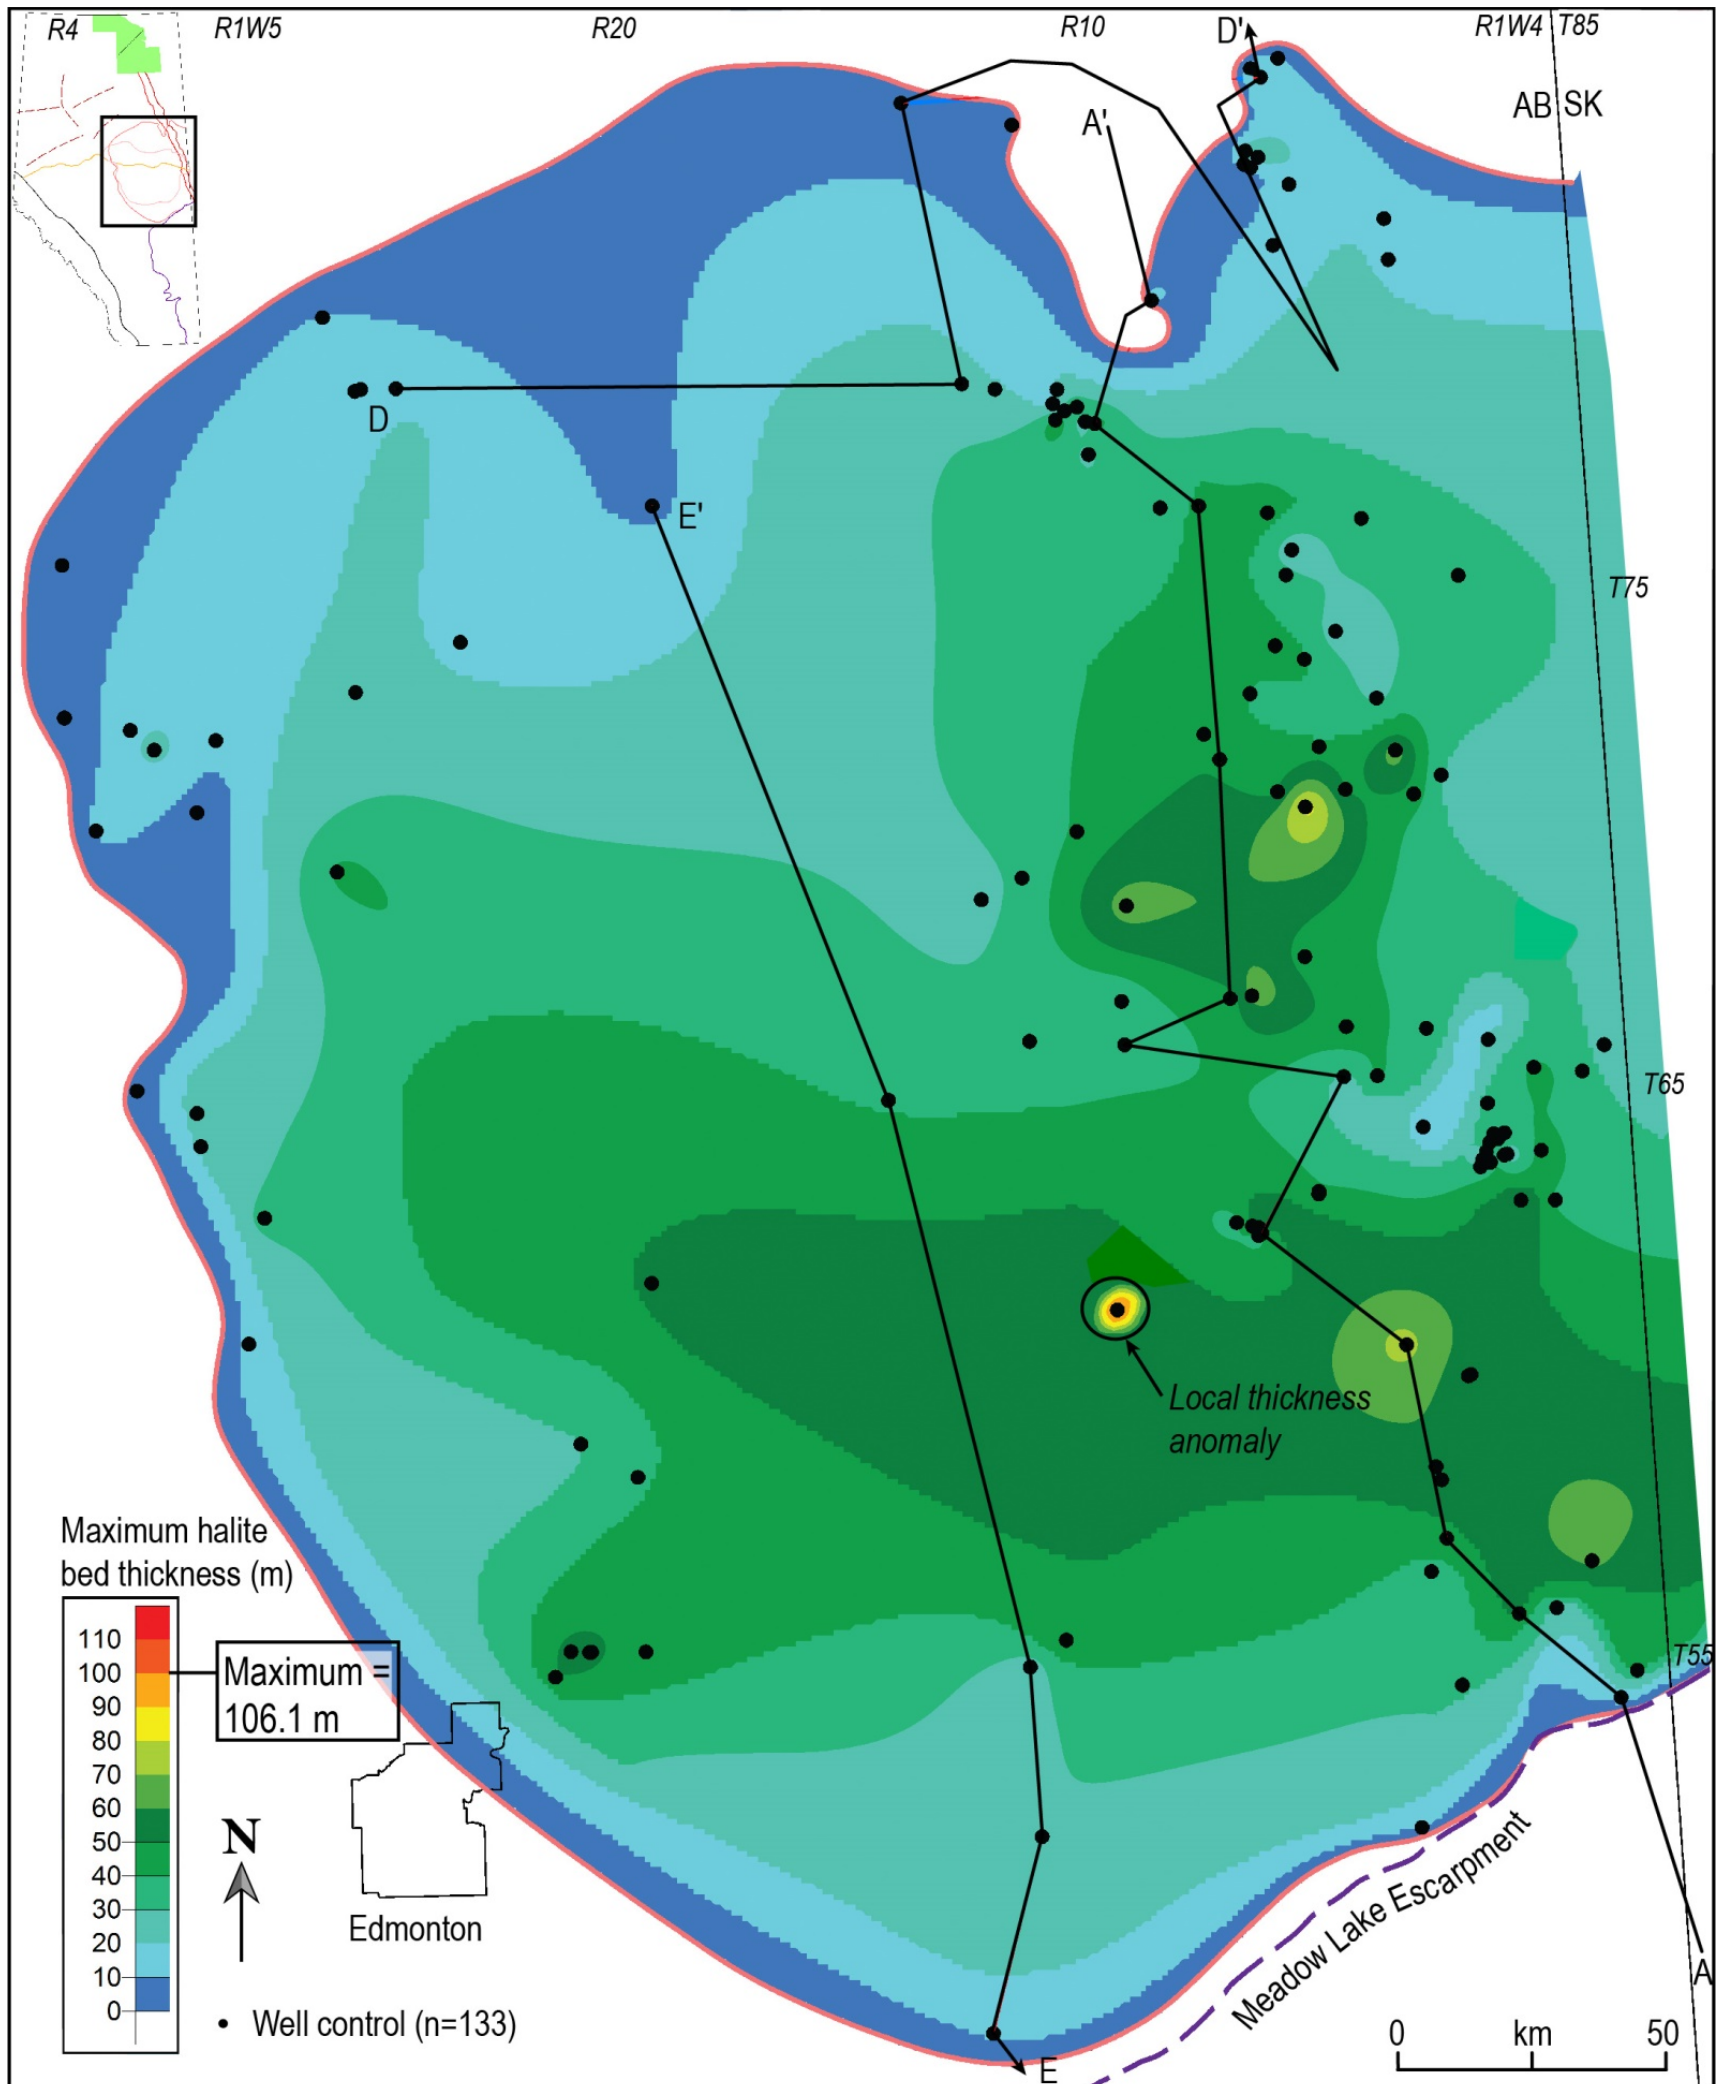 R4
R1W5
R20
R10
D'
R1W4
T85
AB
SK
A'
D
E'
T75
T65
Local thickness
anomaly
T55
Maximum halite
bed thickness (m)
110
100
90
80
70
60
50
40
30
20
10
0
Maximum =
106.1 m
N
Edmonton
Well control (n=133)
Meadow Lake Escarpment
A
E
0 km 50